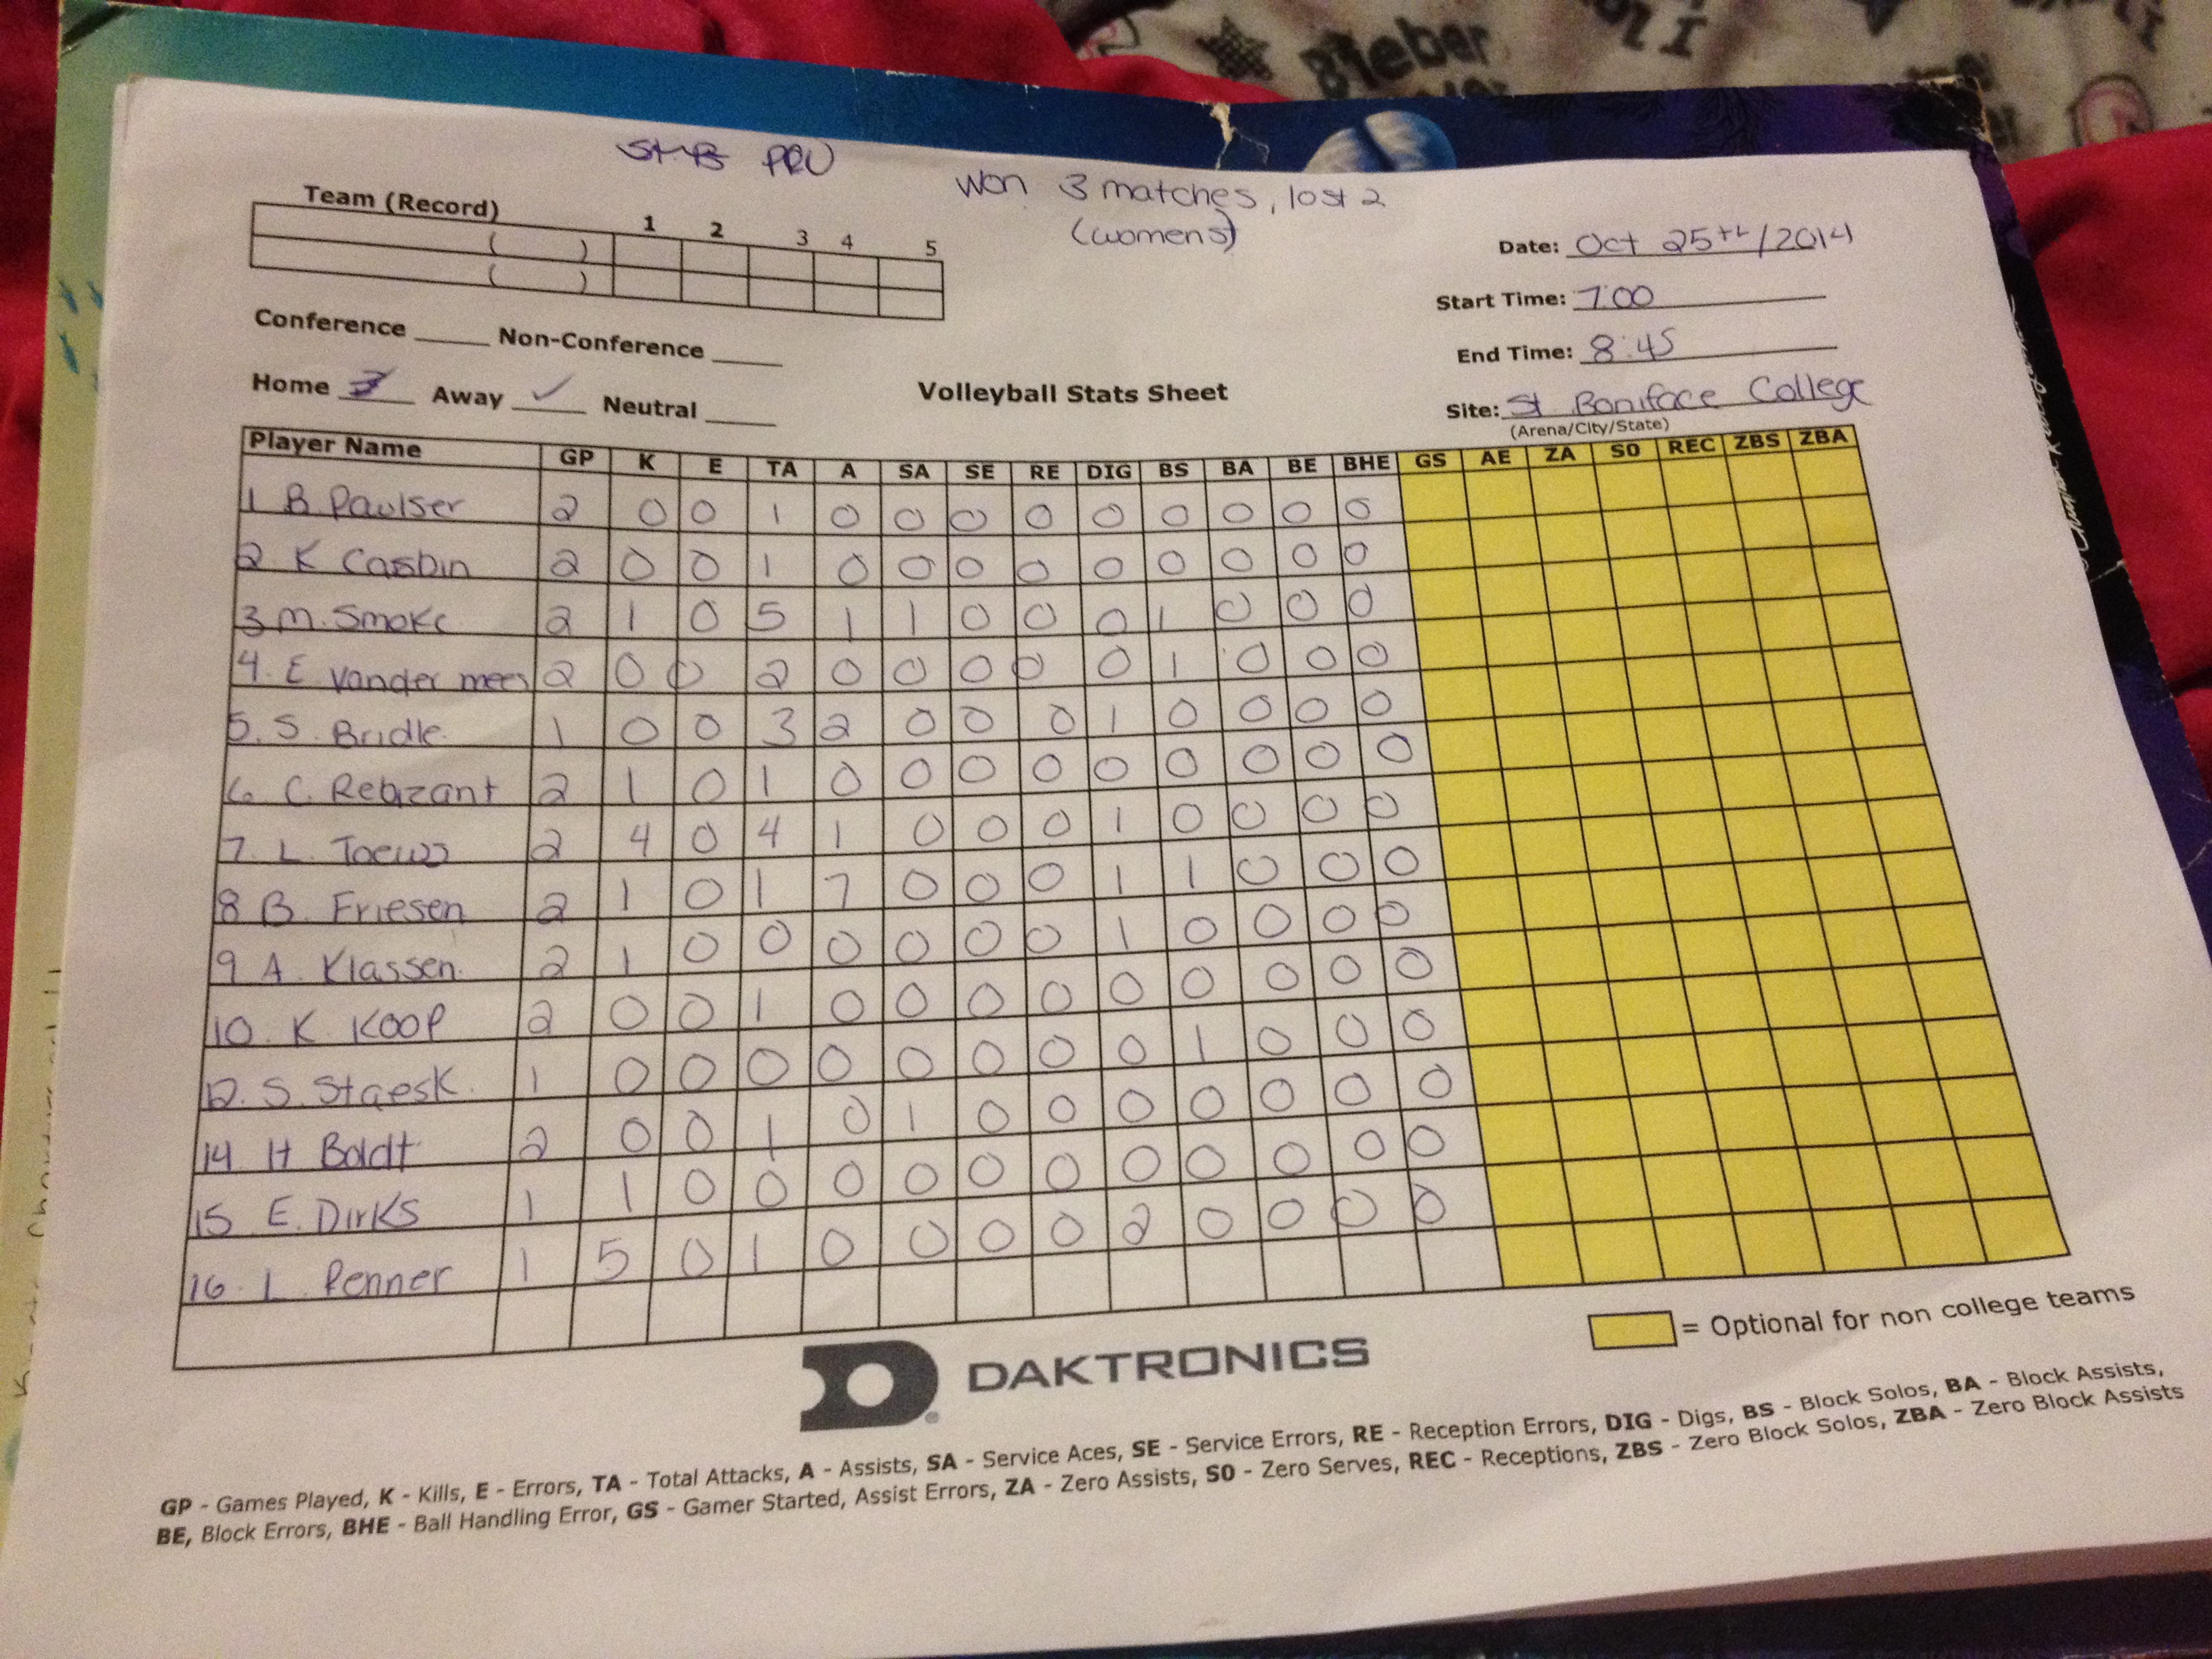 Bieber
StB PRU
Won 3 matches, lost 2
(womens)
Team (Record) 1 2 3 4 5
( )
( )
Date: Oct 25th/2014
Start Time: 7:00
End Time: 8:45
Site: St Boniface College
(Arena/City/State)
Conference ____ Non-Conference ____
Home ____ Away ✓ Neutral ____
Volleyball Stats Sheet
Player Name GP K E TA A SA SE RE DIG BS BA BE BHE GS AE ZA S0 REC ZBS ZBA
1 B Paulser 2 0 0 1 0 0 0 0 0 0 0 0 0
2 K Casbin 2 0 0 1 0 0 0 0 0 0 0 0 0
3 M. Smoke 2 1 0 5 1 1 0 0 0 1 0 0 0
4. E Vander mees 2 0 0 2 0 0 0 0 0 1 0 0 0
5. S. Bridle 1 0 0 3 2 0 0 0 1 0 0 0 0
6 C. Rebizant 2 1 0 1 0 0 0 0 0 0 0 0 0
7. L. Toews 2 4 0 4 1 0 0 0 1 0 0 0 0
8 B. Friesen 2 1 0 1 7 0 0 0 1 1 0 0 0
9 A. Klassen. 2 1 0 0 0 0 0 0 1 0 0 0 0
10. K KOOP 2 0 0 1 0 0 0 0 0 0 0 0 0
12. S. Staesk. 1 0 0 0 0 0 0 0 0 1 0 0 0
14 H Boldt 2 0 0 1 0 1 0 0 0 0 0 0 0
15 E. Dirks 1 1 0 0 0 0 0 0 0 0 0 0 0
16. L Penner 1 5 0 1 0 0 0 0 2 0 0 0 0
= Optional for non college teams
DAKTRONICS
GP - Games Played, K - Kills, E - Errors, TA - Total Attacks, A - Assists, SA - Service Aces, SE - Service Errors, RE - Reception Errors, DIG - Digs, BS - Block Solos, BA - Block Assists,
BE, Block Errors, BHE - Ball Handling Error, GS - Gamer Started, Assist Errors, ZA - Zero Assists, S0 - Zero Serves, REC - Receptions, ZBS - Zero Block Solos, ZBA - Zero Block Assists